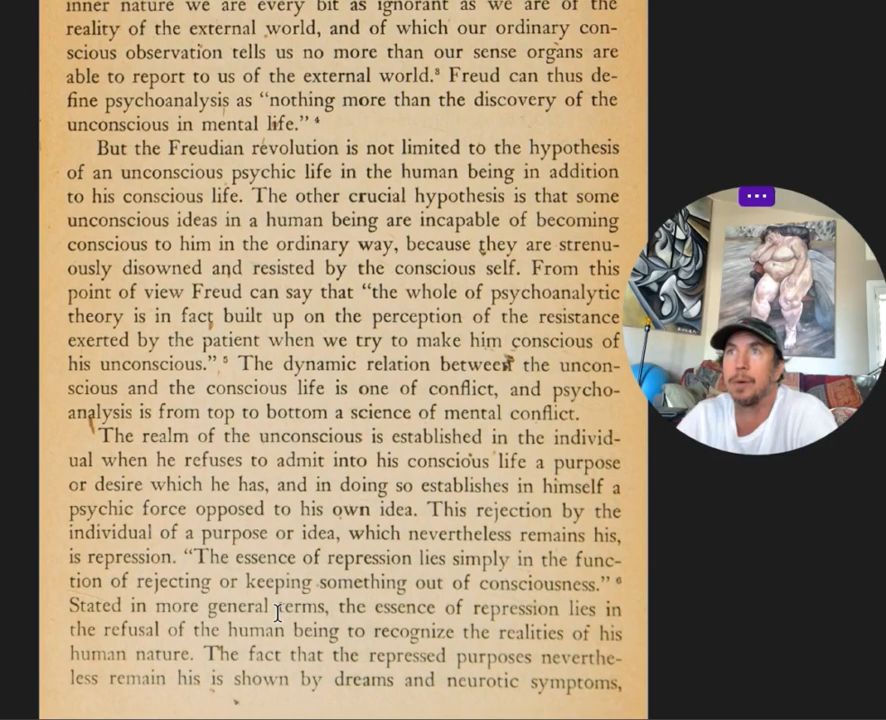 inner nature we are every bit as ignorant as we are of the
reality of the external world, and of which our ordinary con-
scious observation tells us no more than our sense organs are
able to report to us of the external world.³ Freud can thus de-
fine psychoanalysis as “nothing more than the discovery of the
unconscious in mental life.” ⁴
But the Freudian revolution is not limited to the hypothesis
of an unconscious psychic life in the human being in addition
to his conscious life. The other crucial hypothesis is that some
unconscious ideas in a human being are incapable of becoming
conscious to him in the ordinary way, because they are strenu-
ously disowned and resisted by the conscious self. From this
point of view Freud can say that “the whole of psychoanalytic
theory is in fact built up on the perception of the resistance
exerted by the patient when we try to make him conscious of
his unconscious.” ⁵ The dynamic relation between the uncon-
scious and the conscious life is one of conflict, and psycho-
analysis is from top to bottom a science of mental conflict.
The realm of the unconscious is established in the individ-
ual when he refuses to admit into his conscious life a purpose
or desire which he has, and in doing so establishes in himself a
psychic force opposed to his own idea. This rejection by the
individual of a purpose or idea, which nevertheless remains his,
is repression. “The essence of repression lies simply in the func-
tion of rejecting or keeping something out of consciousness.” ⁶
Stated in more general terms, the essence of repression lies in
the refusal of the human being to recognize the realities of his
human nature. The fact that the repressed purposes neverthe-
less remain his is shown by dreams and neurotic symptoms,